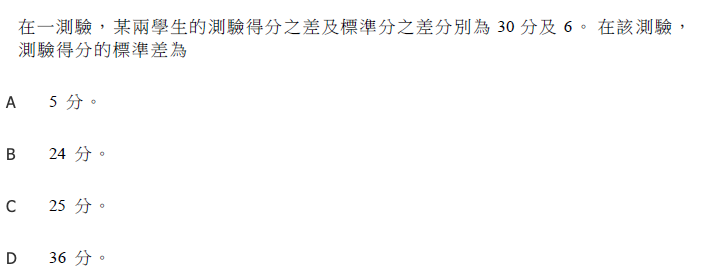 在一測驗，某兩學生的測驗得分之差及標準分之差分別為 30 分及 6。 在該測驗，
測驗得分的標準差為
A 5 分。
B 24 分。
C 25 分。
D 36 分。